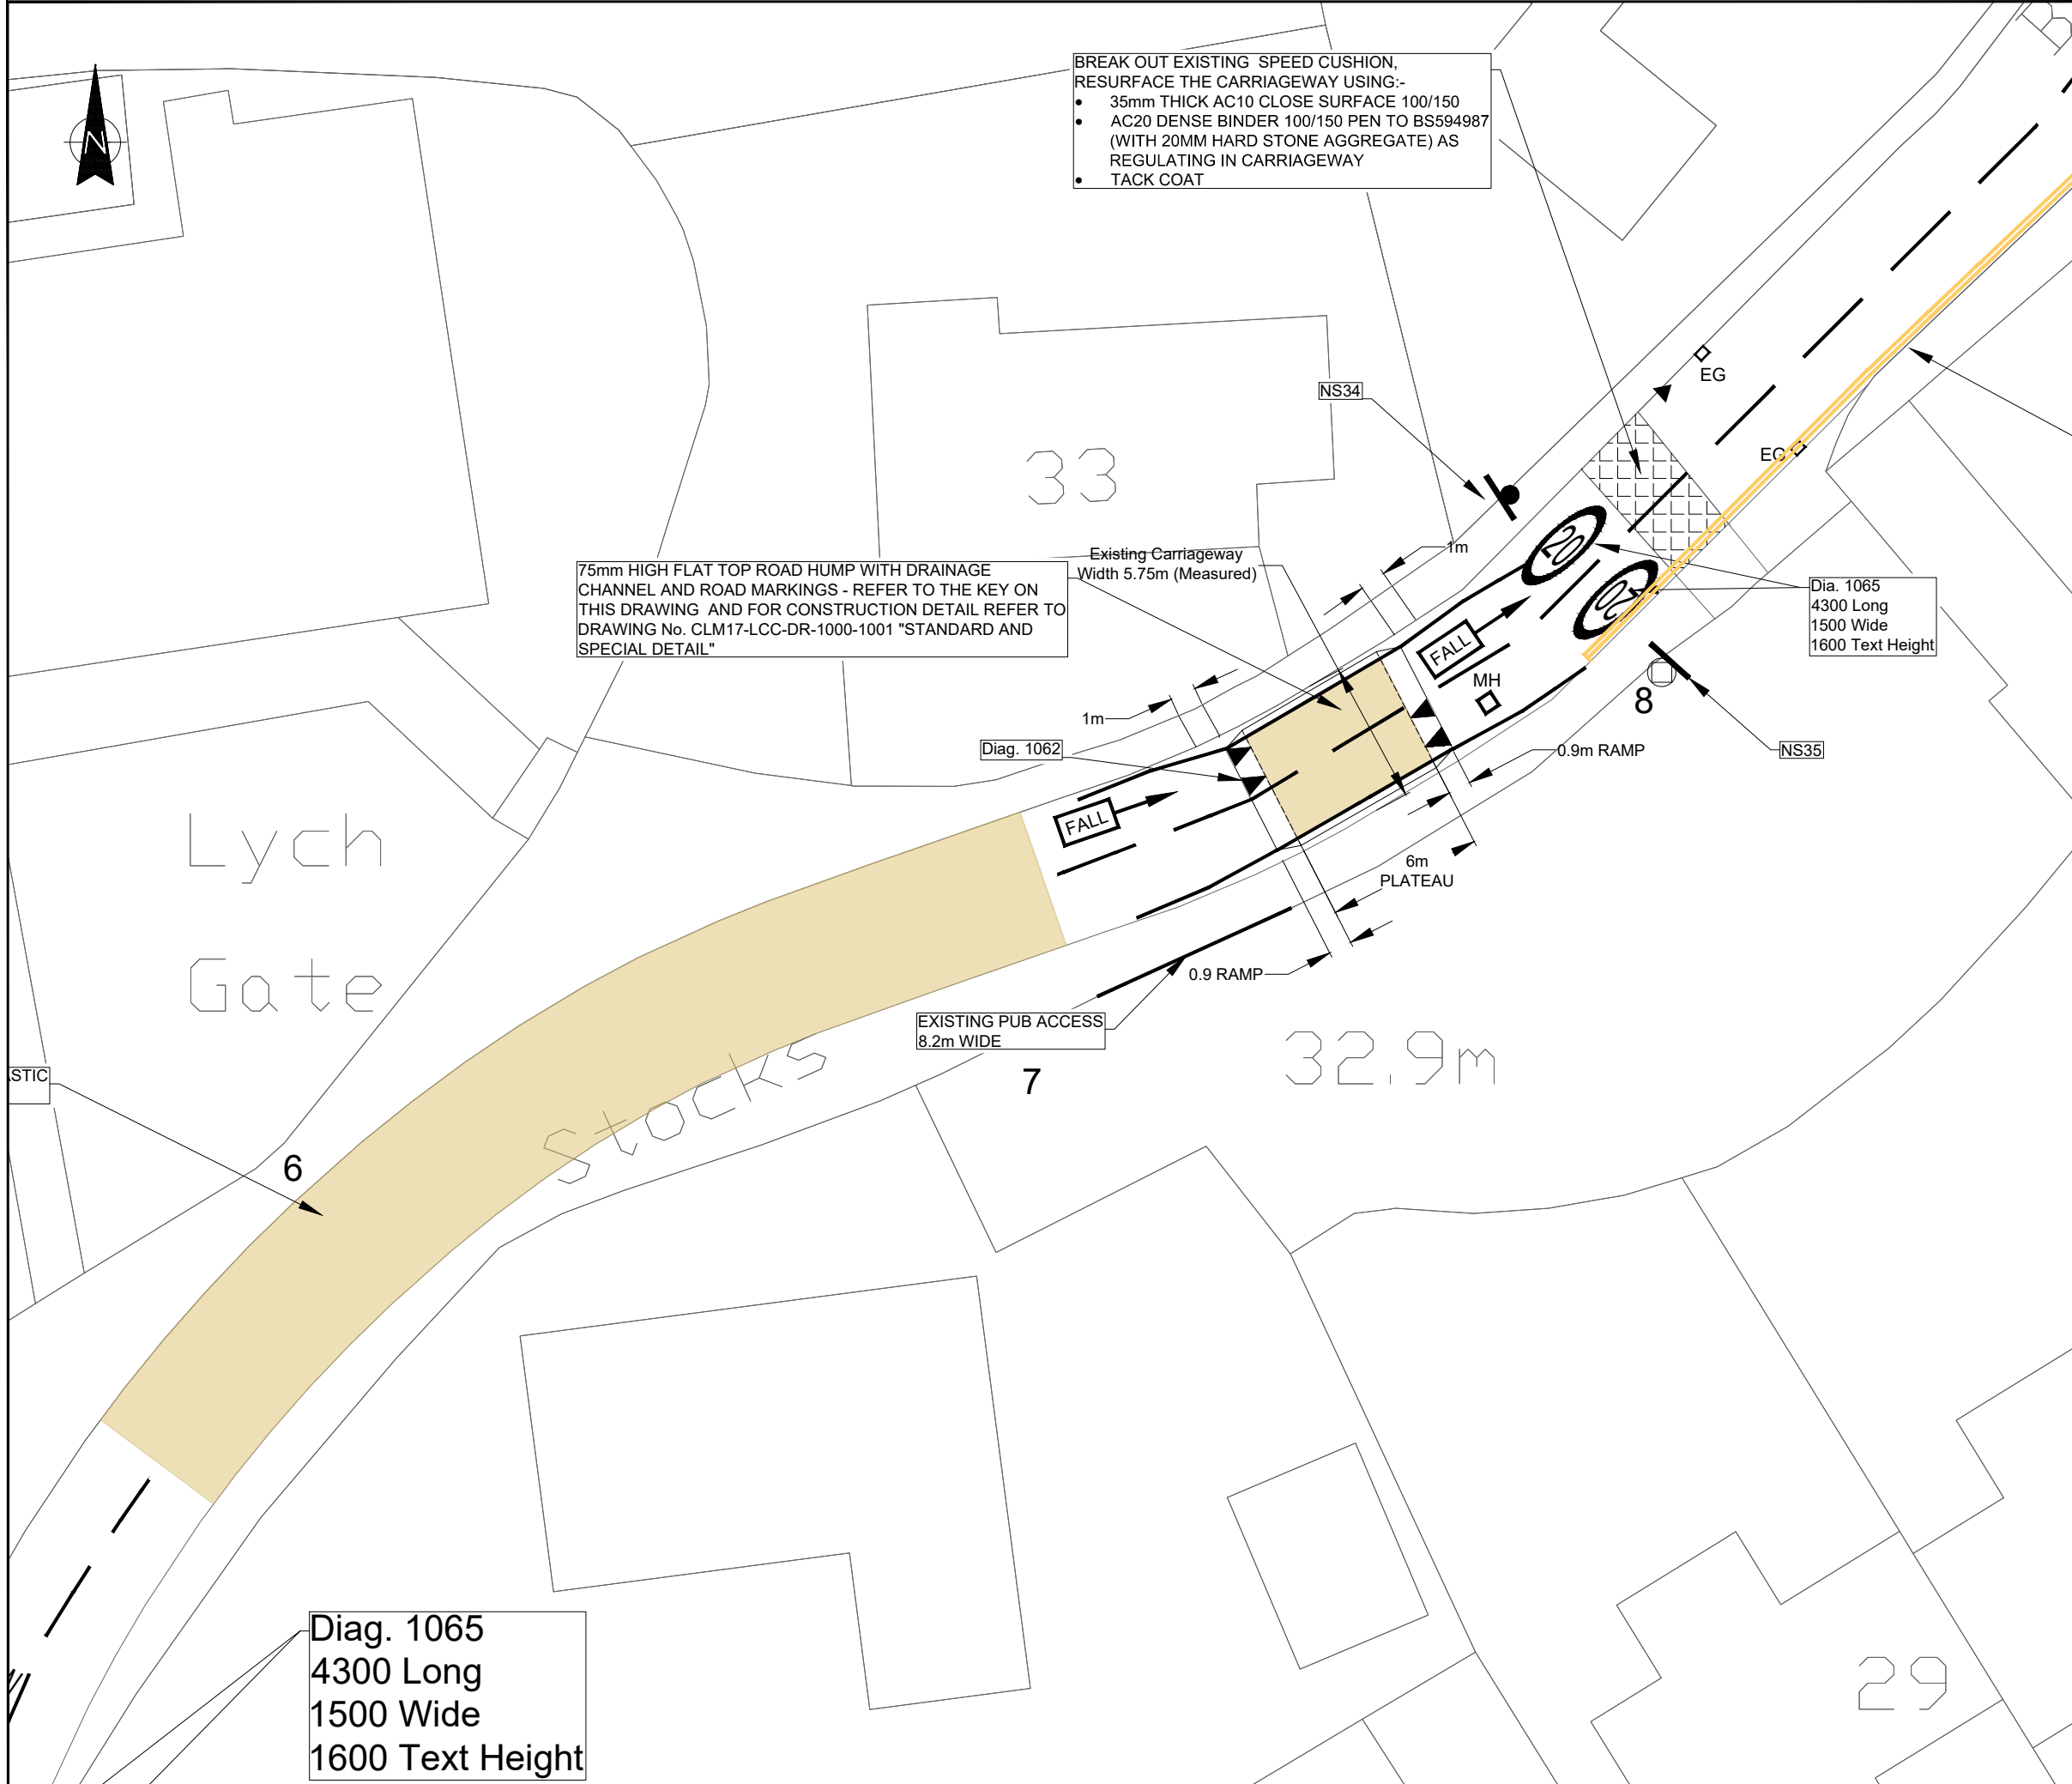 BREAK OUT EXISTING SPEED CUSHION,
RESURFACE THE CARRIAGEWAY USING:-
• 35mm THICK AC10 CLOSE SURFACE 100/150
• AC20 DENSE BINDER 100/150 PEN TO BS594987
(WITH 20MM HARD STONE AGGREGATE) AS
REGULATING IN CARRIAGEWAY
• TACK COAT
N
EG
NS34
EG
33
20
1m
Existing Carriageway
Width 5.75m (Measured)
75mm HIGH FLAT TOP ROAD HUMP WITH DRAINAGE
CHANNEL AND ROAD MARKINGS - REFER TO THE KEY ON
THIS DRAWING AND FOR CONSTRUCTION DETAIL REFER TO
DRAWING No. CLM17-LCC-DR-1000-1001 "STANDARD AND
SPECIAL DETAIL"
20
Dia. 1065
4300 Long
1500 Wide
1600 Text Height
FALL
MH
8
1m
Diag. 1062
0.9m RAMP
NS35
FALL
Lych
Gate
6m
PLATEAU
0.9 RAMP
EXISTING PUB ACCESS
8.2m WIDE
32.9m
Stocks
7
STIC
6
Diag. 1065
4300 Long
1500 Wide
1600 Text Height
29